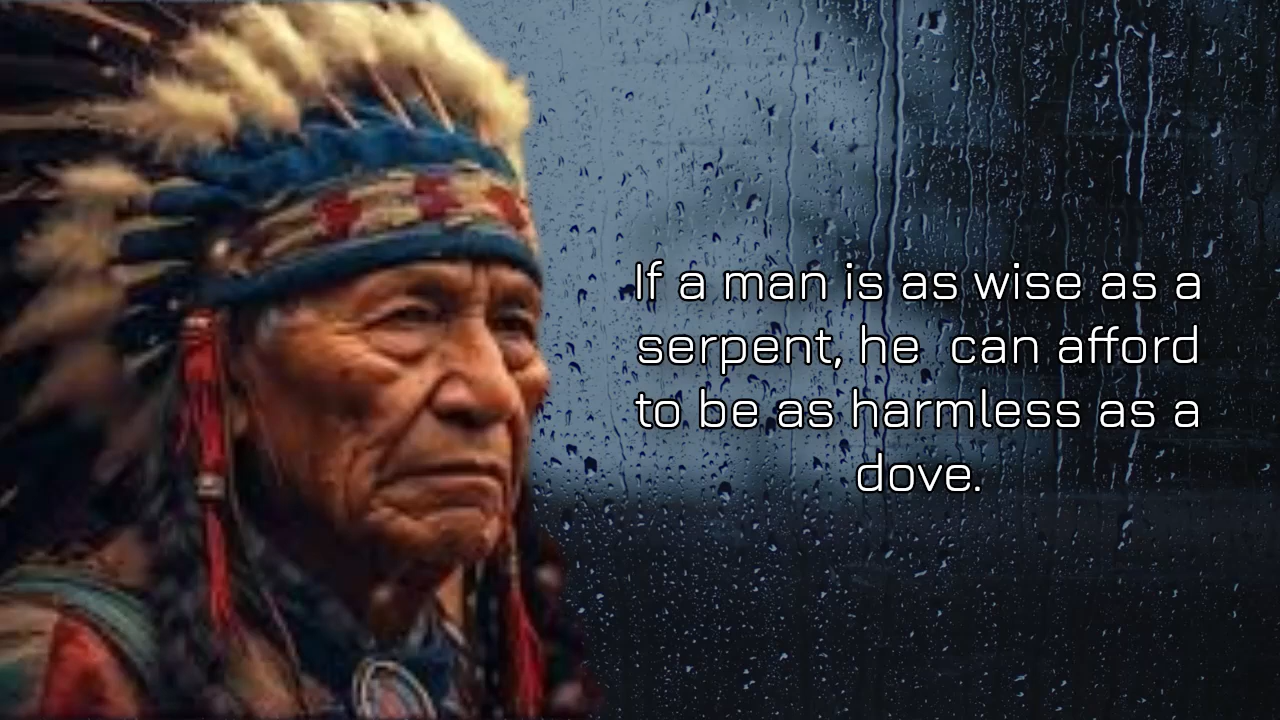 If a man is as wise as a
serpent, he  can afford
to be as harmless as a
dove.